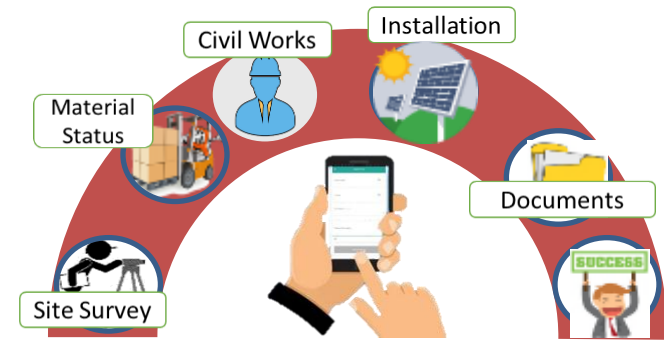 Installation
Civil Works
Material
Status
Documents
SUCCESS
Site Survey